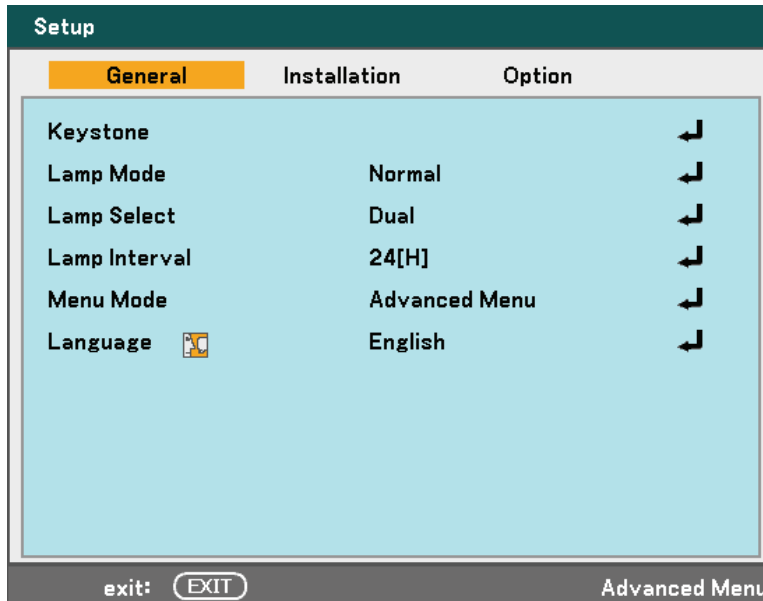 Setup
General Installation Option
Keystone
Lamp Mode Normal
Lamp Select Dual
Lamp Interval 24[H]
Menu Mode Advanced Menu
Language English
exit: EXIT Advanced Menu